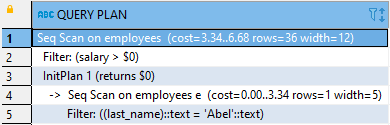 QUERY PLAN
1 Seq Scan on employees  (cost=3.34..6.68 rows=36 width=12)
2 Filter: (salary > $0)
3 InitPlan 1 (returns $0)
4 ->  Seq Scan on employees e  (cost=0.00..3.34 rows=1 width=5)
5 Filter: ((last_name)::text = 'Abel'::text)